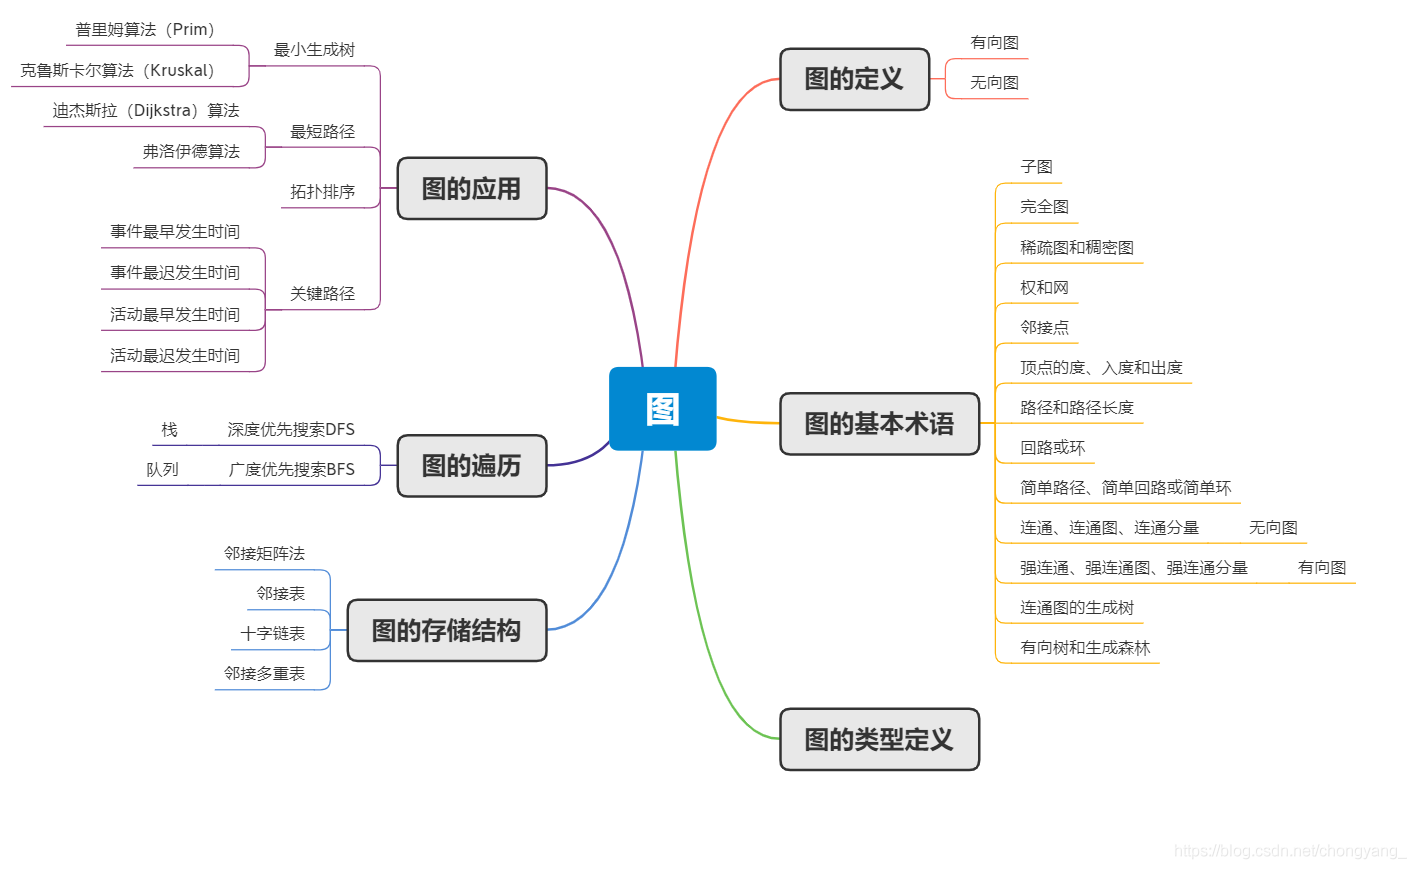 图
图的定义
有向图
无向图
图的基本术语
子图
完全图
稀疏图和稠密图
权和网
邻接点
顶点的度、入度和出度
路径和路径长度
回路或环
简单路径、简单回路或简单环
连通、连通图、连通分量
无向图
强连通、强连通图、强连通分量
有向图
连通图的生成树
有向树和生成森林
图的类型定义
图的应用
最小生成树
普里姆算法（Prim）
克鲁斯卡尔算法（Kruskal）
最短路径
迪杰斯拉（Dijkstra）算法
弗洛伊德算法
拓扑排序
关键路径
事件最早发生时间
事件最迟发生时间
活动最早发生时间
活动最迟发生时间
图的遍历
深度优先搜索DFS
栈
广度优先搜索BFS
队列
图的存储结构
邻接矩阵法
邻接表
十字链表
邻接多重表
https://blog.csdn.net/chongyang_